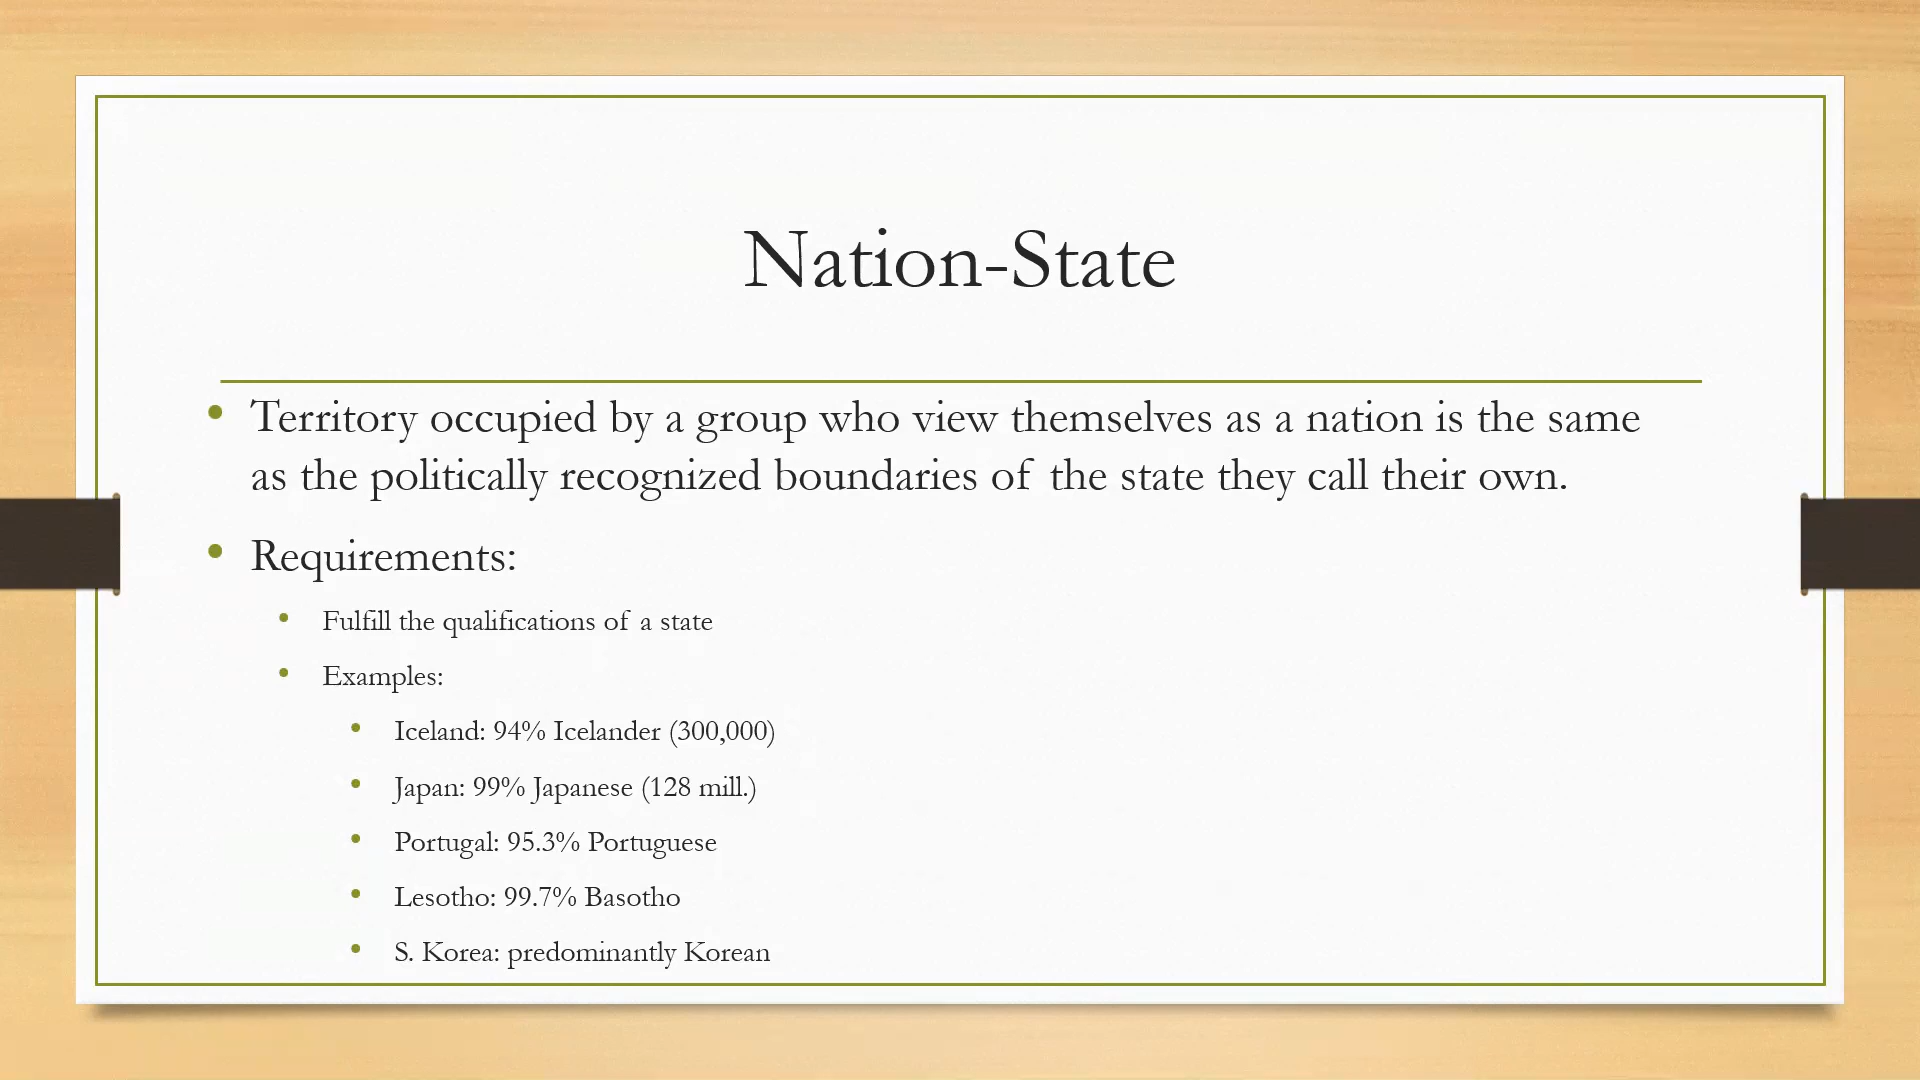 Nation-State
• Territory occupied by a group who view themselves as a nation is the same
as the politically recognized boundaries of the state they call their own.
• Requirements:
• Fulfill the qualifications of a state
• Examples:
• Iceland: 94% Icelander (300,000)
• Japan: 99% Japanese (128 mill.)
• Portugal: 95.3% Portuguese
• Lesotho: 99.7% Basotho
• S. Korea: predominantly Korean